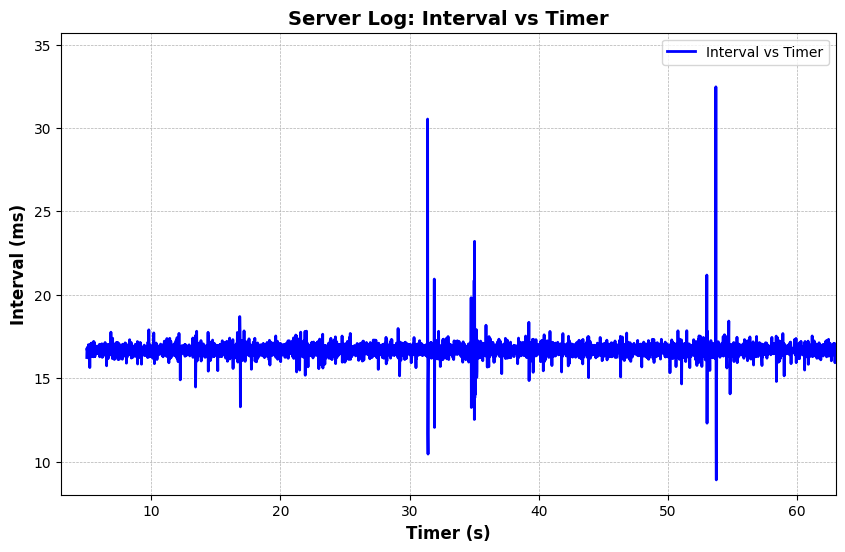 Server Log: Interval vs Timer
Interval vs Timer
Interval (ms)
35
30
25
20
15
10
10 20 30 40 50 60
Timer (s)